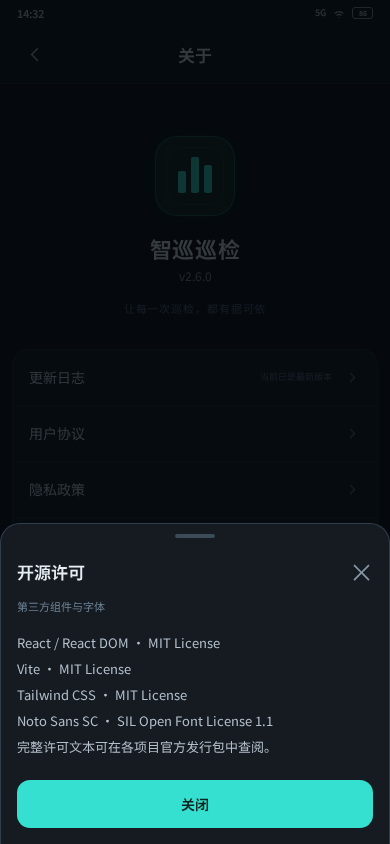 14:32
5G
86
关于
智巡巡检
v2.6.0
让每一次巡检，都有据可依
更新日志
当前已是最新版本
用户协议
隐私政策
开源许可
第三方组件与字体
React / React DOM · MIT License
Vite · MIT License
Tailwind CSS · MIT License
Noto Sans SC · SIL Open Font License 1.1
完整许可文本可在各项目官方发行包中查阅。
关闭